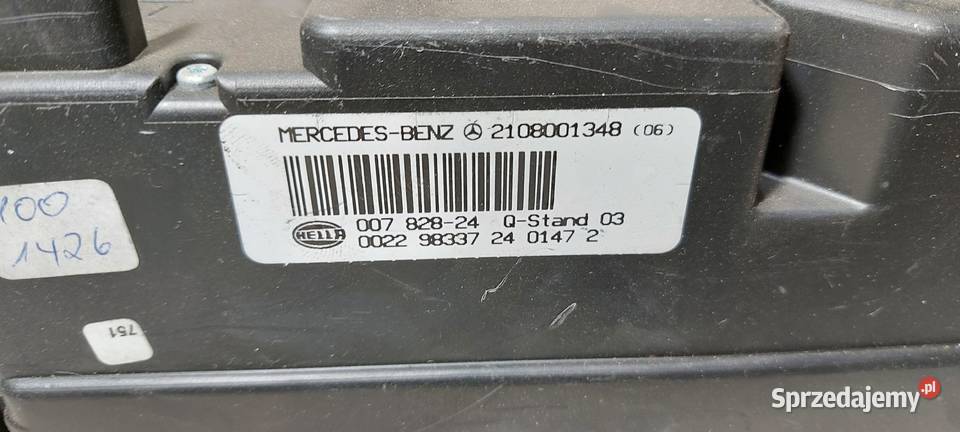 MERCEDES-BENZ 2108001348 (06)
007 828-24 Q-Stand 03
HELLA
0022 98337 24 0147 2
100
1426
751
Sprzedajemy.pl